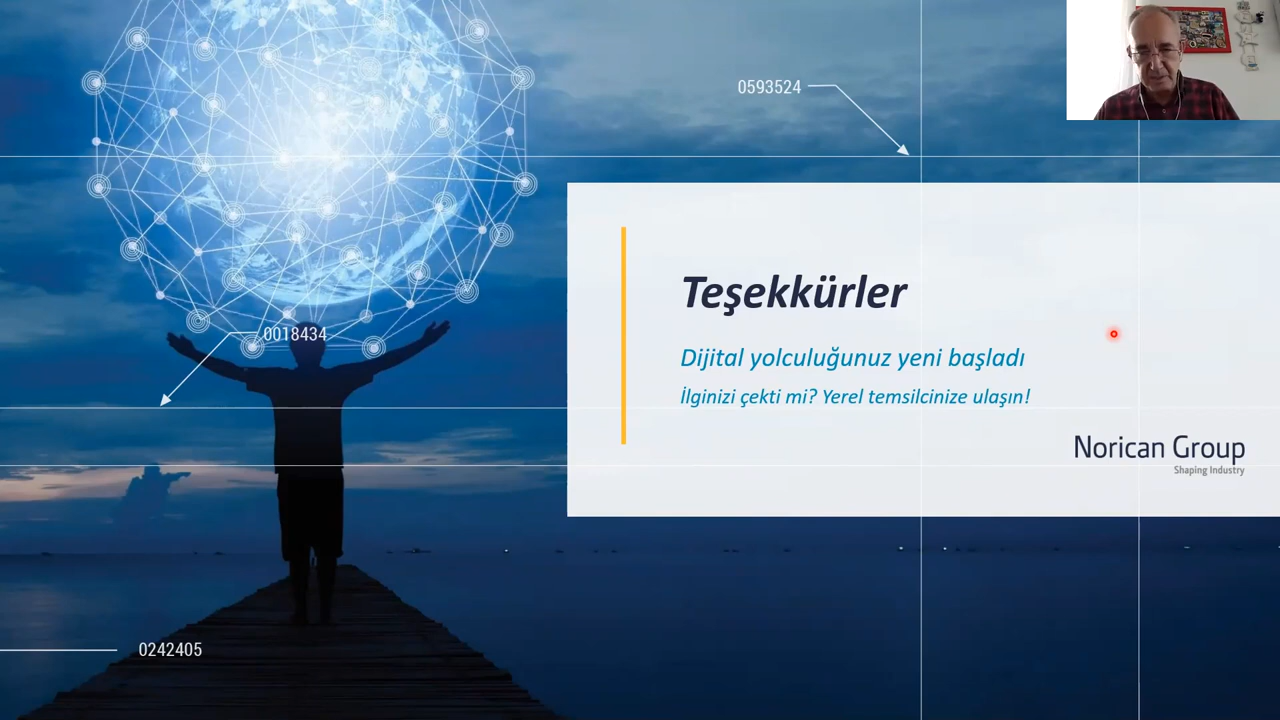 0593524
0018434
Teşekkürler
Dijital yolculuğunuz yeni başladı
İlginizi çekti mi? Yerel temsilcinize ulaşın!
Norican Group
Shaping Industry
0242405